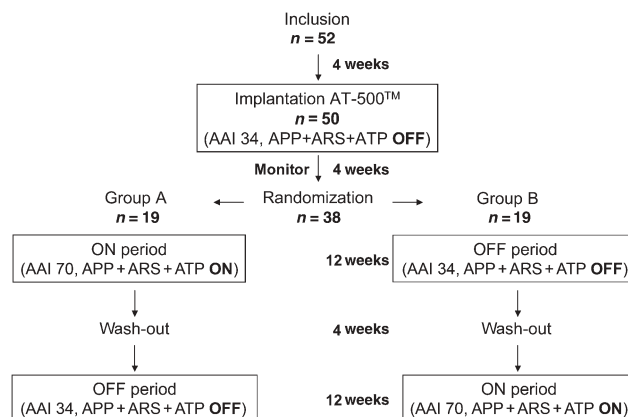 Inclusion
n = 52
4 weeks
Implantation AT-500™
n = 50
(AAI 34, APP+ARS+ATP OFF)
Monitor 4 weeks
Group A Randomization Group B
n = 19 n = 38 n = 19
ON period 12 weeks OFF period
(AAI 70, APP + ARS + ATP ON) (AAI 34, APP + ARS + ATP OFF)
Wash-out 4 weeks Wash-out
OFF period 12 weeks ON period
(AAI 34, APP + ARS + ATP OFF) (AAI 70, APP + ARS + ATP ON)